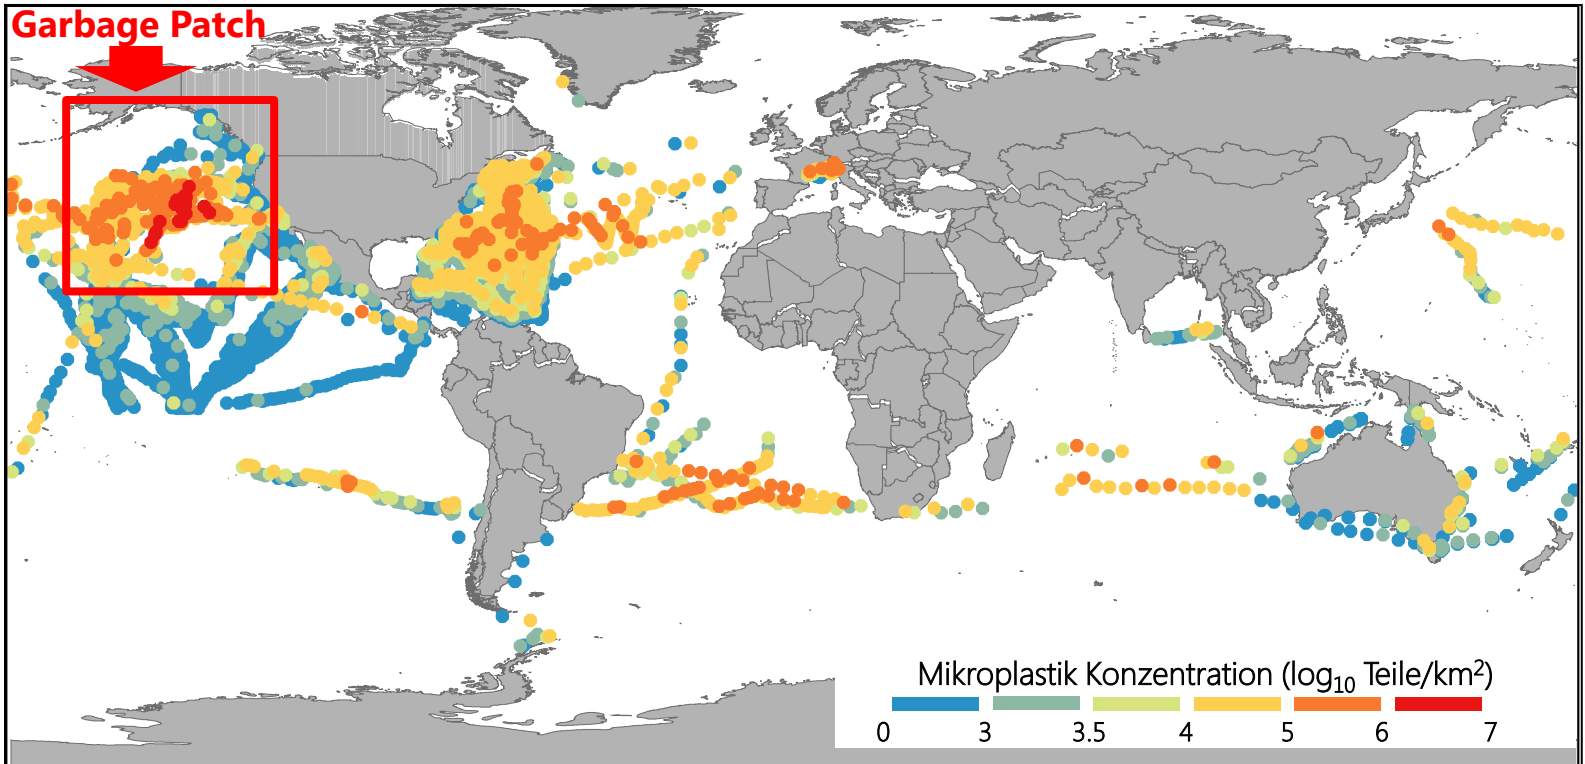 Garbage Patch
Mikroplastik Konzentration (log₁₀ Teile/km²)
0 3 3.5 4 5 6 7